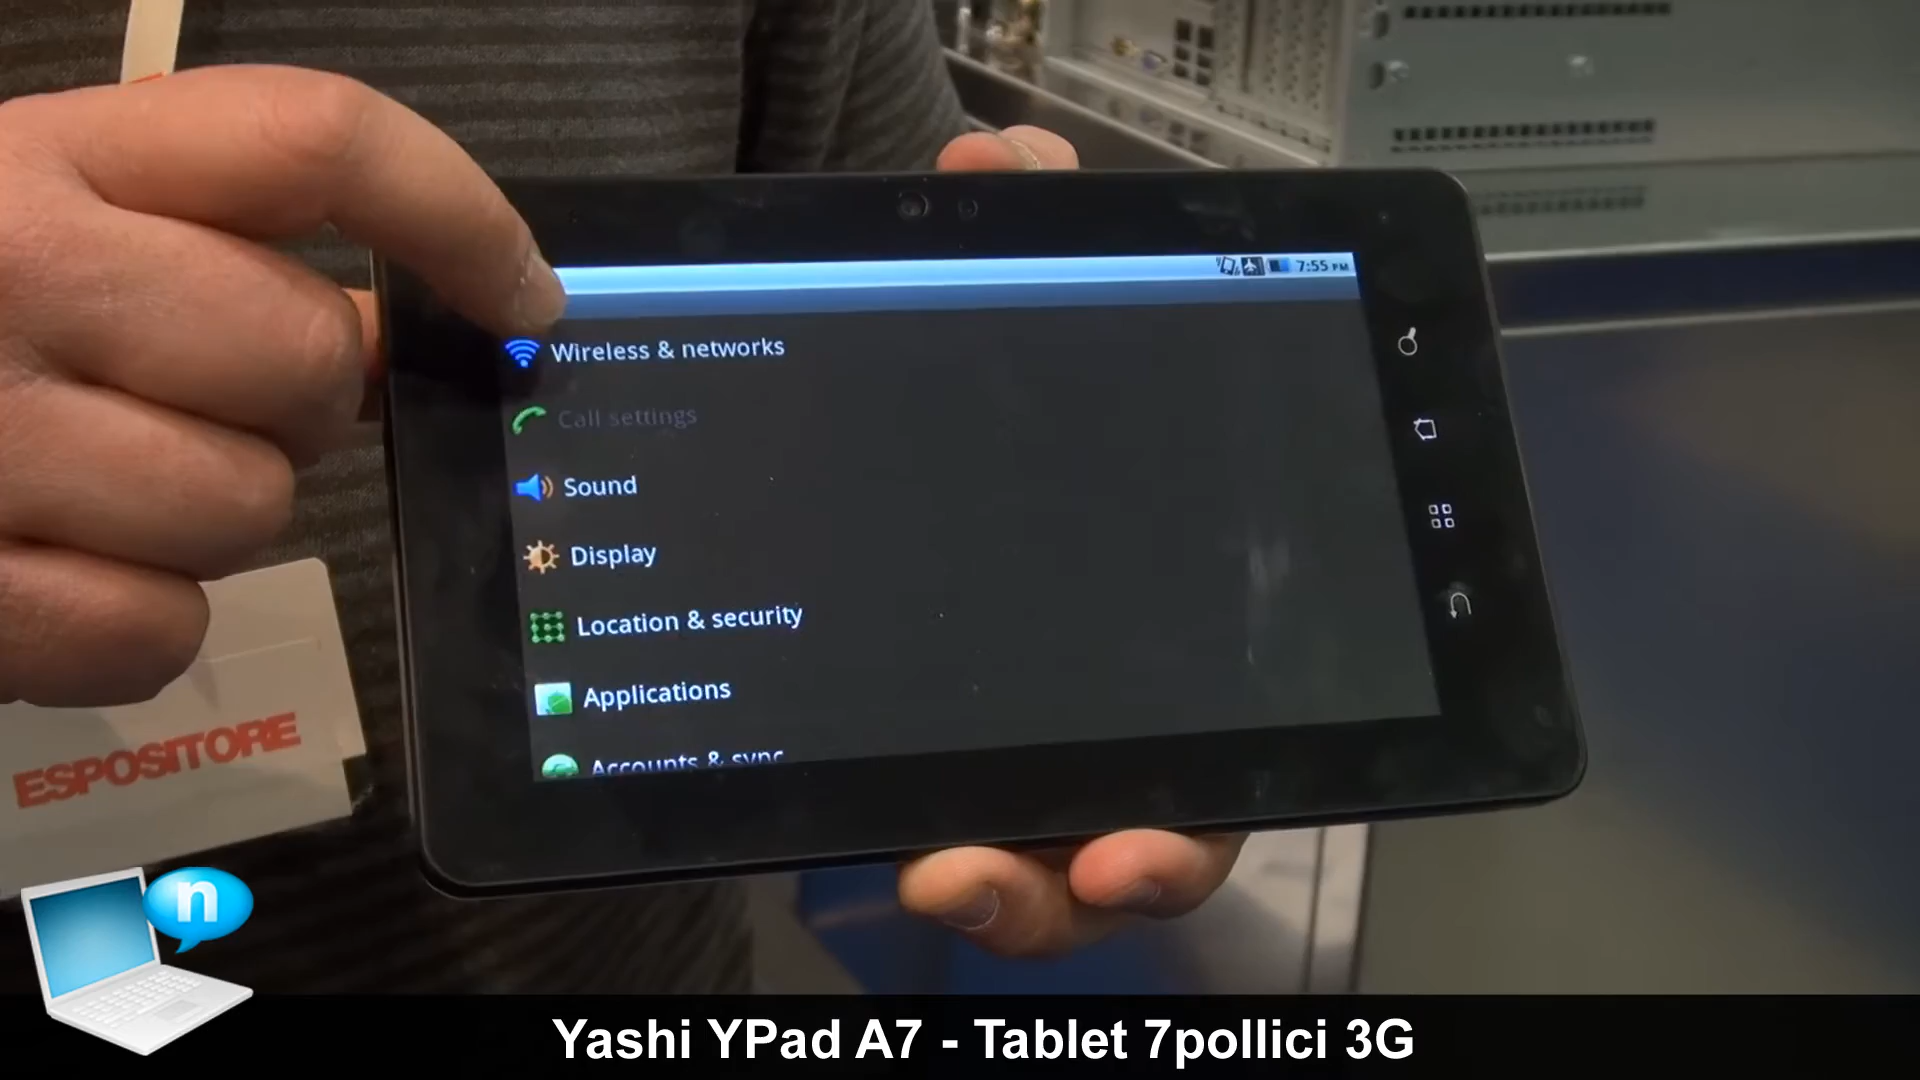 7:55 PM
Wireless & networks
Call settings
Sound
Display
Location & security
Applications
Accounts & sync
ESPOSITORE
n
Yashi YPad A7 - Tablet 7pollici 3G